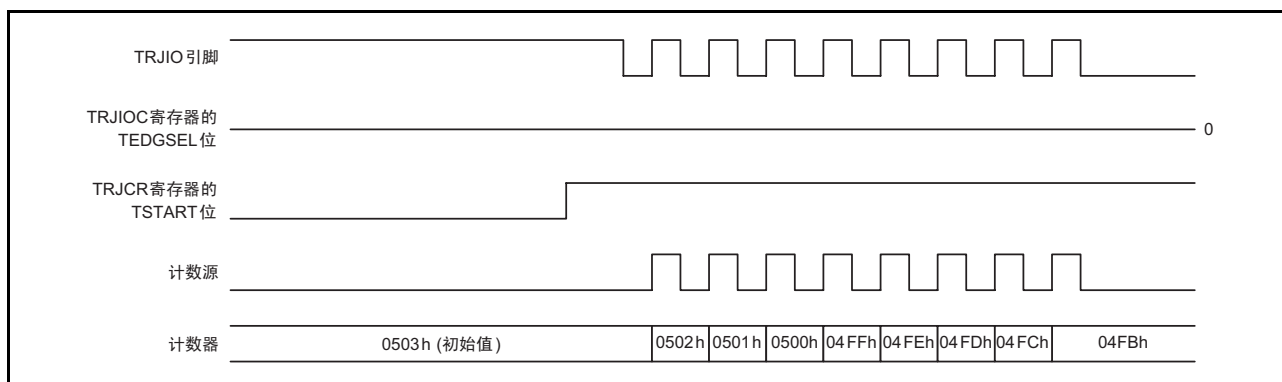 TRJIO引脚
TRJIOC寄存器的
TEDGSEL位
0
TRJCR寄存器的
TSTART位
计数源
计数器
0503h (初始值)
0502h
0501h
0500h
04FFh
04FEh
04FDh
04FCh
04FBh